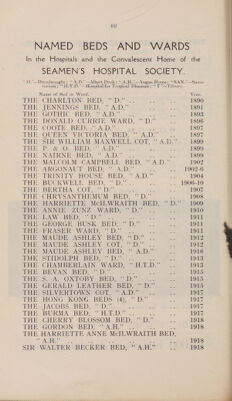 NAMED BEDS AND WARDS
In the Hospitals and the Convalescent Home of the
SEAMEN'S HOSPITAL SOCIETY.
"D."—Dreadnought; "A.D."—Albert Dock; "A.H."—Angas Home; "SAN."—Sana-
torium; "H.T.D."—Hospital for Tropical Diseases;
Name of Bed or Ward. Year.
THE CHARLTON BED, "D." .. .. .. 1890
THE JENNINGS BED, "A.D." .. .. 1891
THE GOTHIC BED, "A.D." .. .. 1893
THE DONALD CURRIE WARD, "D." .. 1896
THE COOTE BED, "A.D." .. .. 1897
THE QUEEN VICTORIA BED, "A.D." .. 1897
THE SIR WILLIAM MAXWELL COT, "A.D." 1899
THE P. & O. BED, "A.D." .. .. 1899
THE NAIRNE BED, "A.D." .. .. 1899
THE MALCOLM CAMPBELL BED, "A.D." .. 1902
THE ARGONAUT BED, "A.D." .. 1902-6
THE TRINITY HOUSE BED, "A.D." .. 1904
THE BUCKWELL BED, "D." .. .. 1906-10
THE BERTHA COT, "D." .. .. 1907
THE CHRYSANTHEMUM BED, "D." .. 1908
THE HARRIETTE McILWRAITH BED, "D." 1909
THE ANNIE ZUNZ WARD, "D." .. 1910
THE LAW BED, "D." .. .. 1911
THE GEORGE BUSK BED, "D." .. 1911
THE FRASER WARD, "D." .. .. 1911
THE MAUDE ASHLEY BED, "D." .. 1912
THE MAUDE ASHLEY COT, "D." .. 1912
THE MAUDE ASHLEY BED, "A.D." .. 1916
THE STIDOLPH BED, "D." .. .. 1913
THE CHAMBERLAIN WARD, "H.T.D." .. 1913
THE BEVAN BED, "D." .. .. 1915
THE S. A. OXTOBY BED, "D." .. 1915
THE GERALD LEATHER BED, "D." .. 1915
THE SILVERTOWN COT, "A.D." .. 1917
THE HONG KONG BEDS (4), "D." .. 1917
THE JACOBS BED, "D." .. .. 1917
THE BURMA BED, "H.T.D." .. .. 1917
THE CHERRY BLOSSOM BED, "D." .. 1918
THE GORDON BED, "A.H." .. .. 1918
THE HARRIETTE ANNE McILWRAITH BED,
"A.H." .. .. .. 1918
SIR WALTER BECKER BED, "A.H." .. 1918